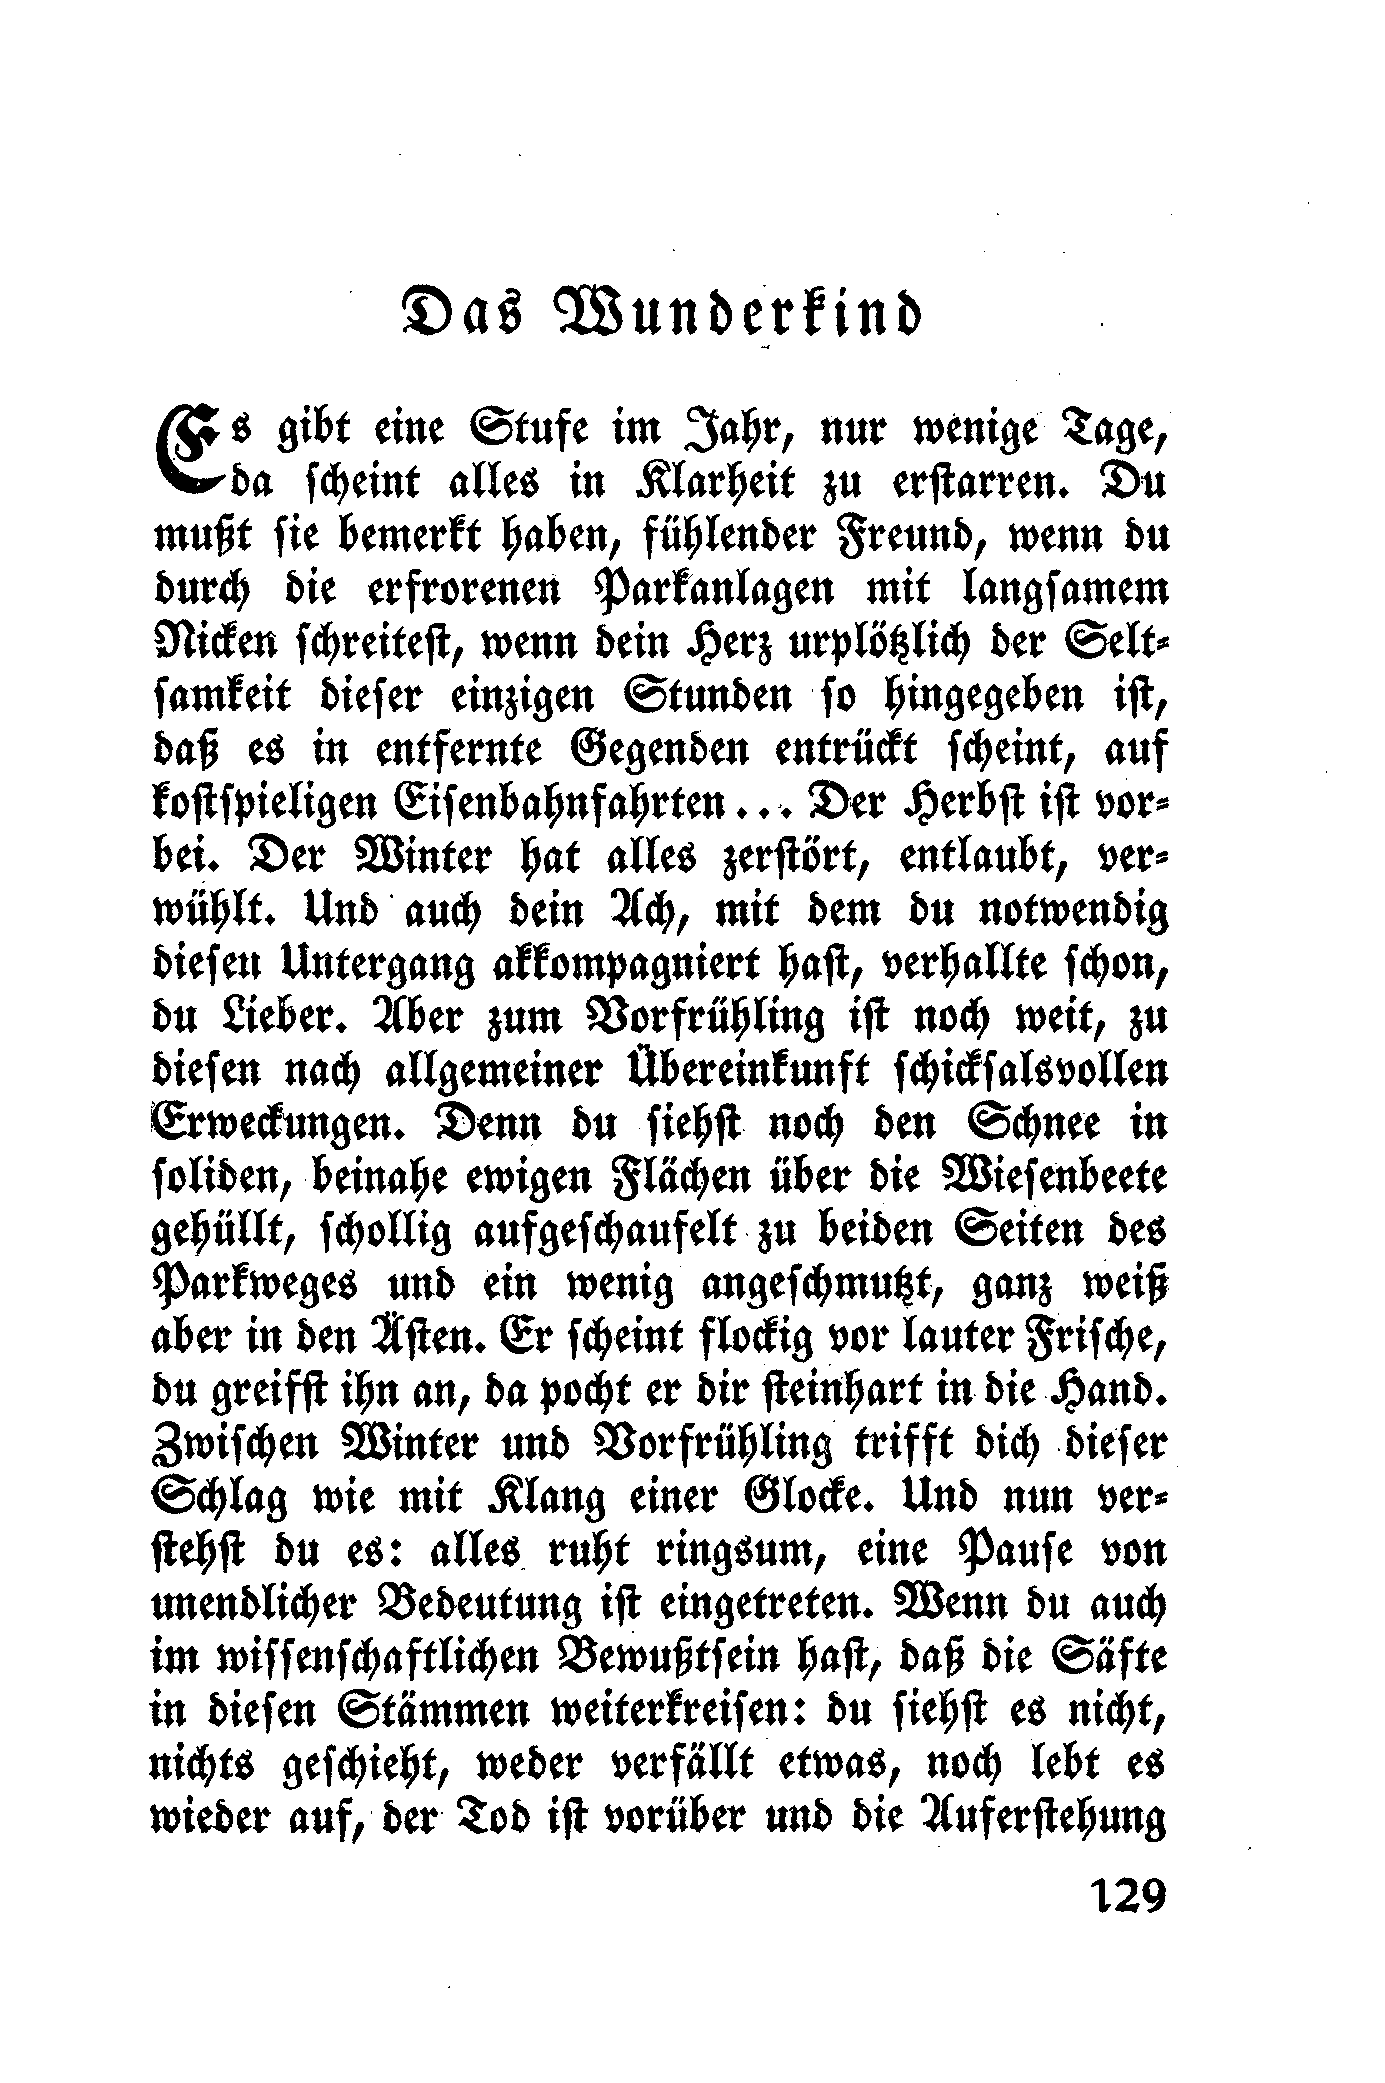 Das Wunderkind
Es gibt eine Stufe im Jahr, nur wenige Tage,
da scheint alles in Klarheit zu erstarren. Du
mußt sie bemerkt haben, fühlender Freund, wenn du
durch die erfrorenen Parkanlagen mit langsamem
Nicken schreitest, wenn dein Herz urplötzlich der Selt-
samkeit dieser einzigen Stunden so hingegeben ist,
daß es in entfernte Gegenden entrückt scheint, auf
kostspieligen Eisenbahnfahrten... Der Herbst ist vor-
bei. Der Winter hat alles zerstört, entlaubt, ver-
wühlt. Und auch dein Ach, mit dem du notwendig
diesen Untergang akkompagniert hast, verhallte schon,
du Lieber. Aber zum Vorfrühling ist noch weit, zu
diesen nach allgemeiner Übereinkunft schicksalsvollen
Erweckungen. Denn du siehst noch den Schnee in
soliden, beinahe ewigen Flächen über die Wiesenbeete
gehüllt, schollig aufgeschaufelt zu beiden Seiten des
Parkweges und ein wenig angeschmutzt, ganz weiß
aber in den Ästen. Er scheint flockig vor lauter Frische,
du greifst ihn an, da pocht er dir steinhart in die Hand.
Zwischen Winter und Vorfrühling trifft dich dieser
Schlag wie mit Klang einer Glocke. Und nun ver-
stehst du es: alles ruht ringsum, eine Pause von
unendlicher Bedeutung ist eingetreten. Wenn du auch
im wissenschaftlichen Bewußtsein hast, daß die Säfte
in diesen Stämmen weiterkreisen: du siehst es nicht,
nichts geschieht, weder verfällt etwas, noch lebt es
wieder auf, der Tod ist vorüber und die Auferstehung
129